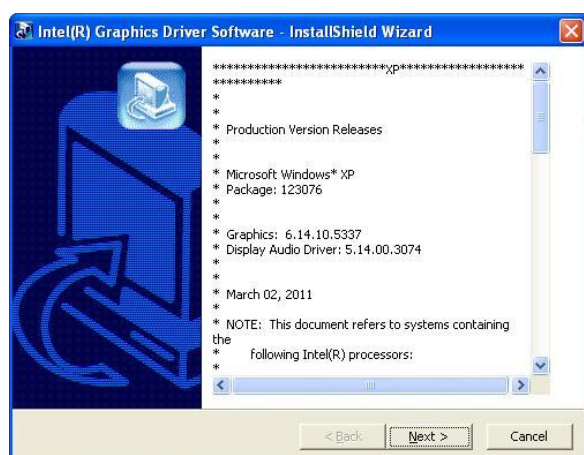 Intel(R) Graphics Driver Software - InstallShield Wizard
*************************XP******************
**********
*
*
* Production Version Releases
*
*
* Microsoft Windows* XP
* Package: 123076
*
*
* Graphics: 6.14.10.5337
* Display Audio Driver: 5.14.00.3074
*
*
* March 02, 2011
*
* NOTE: This document refers to systems containing
the
* following Intel(R) processors:
*
< Back
Next >
Cancel